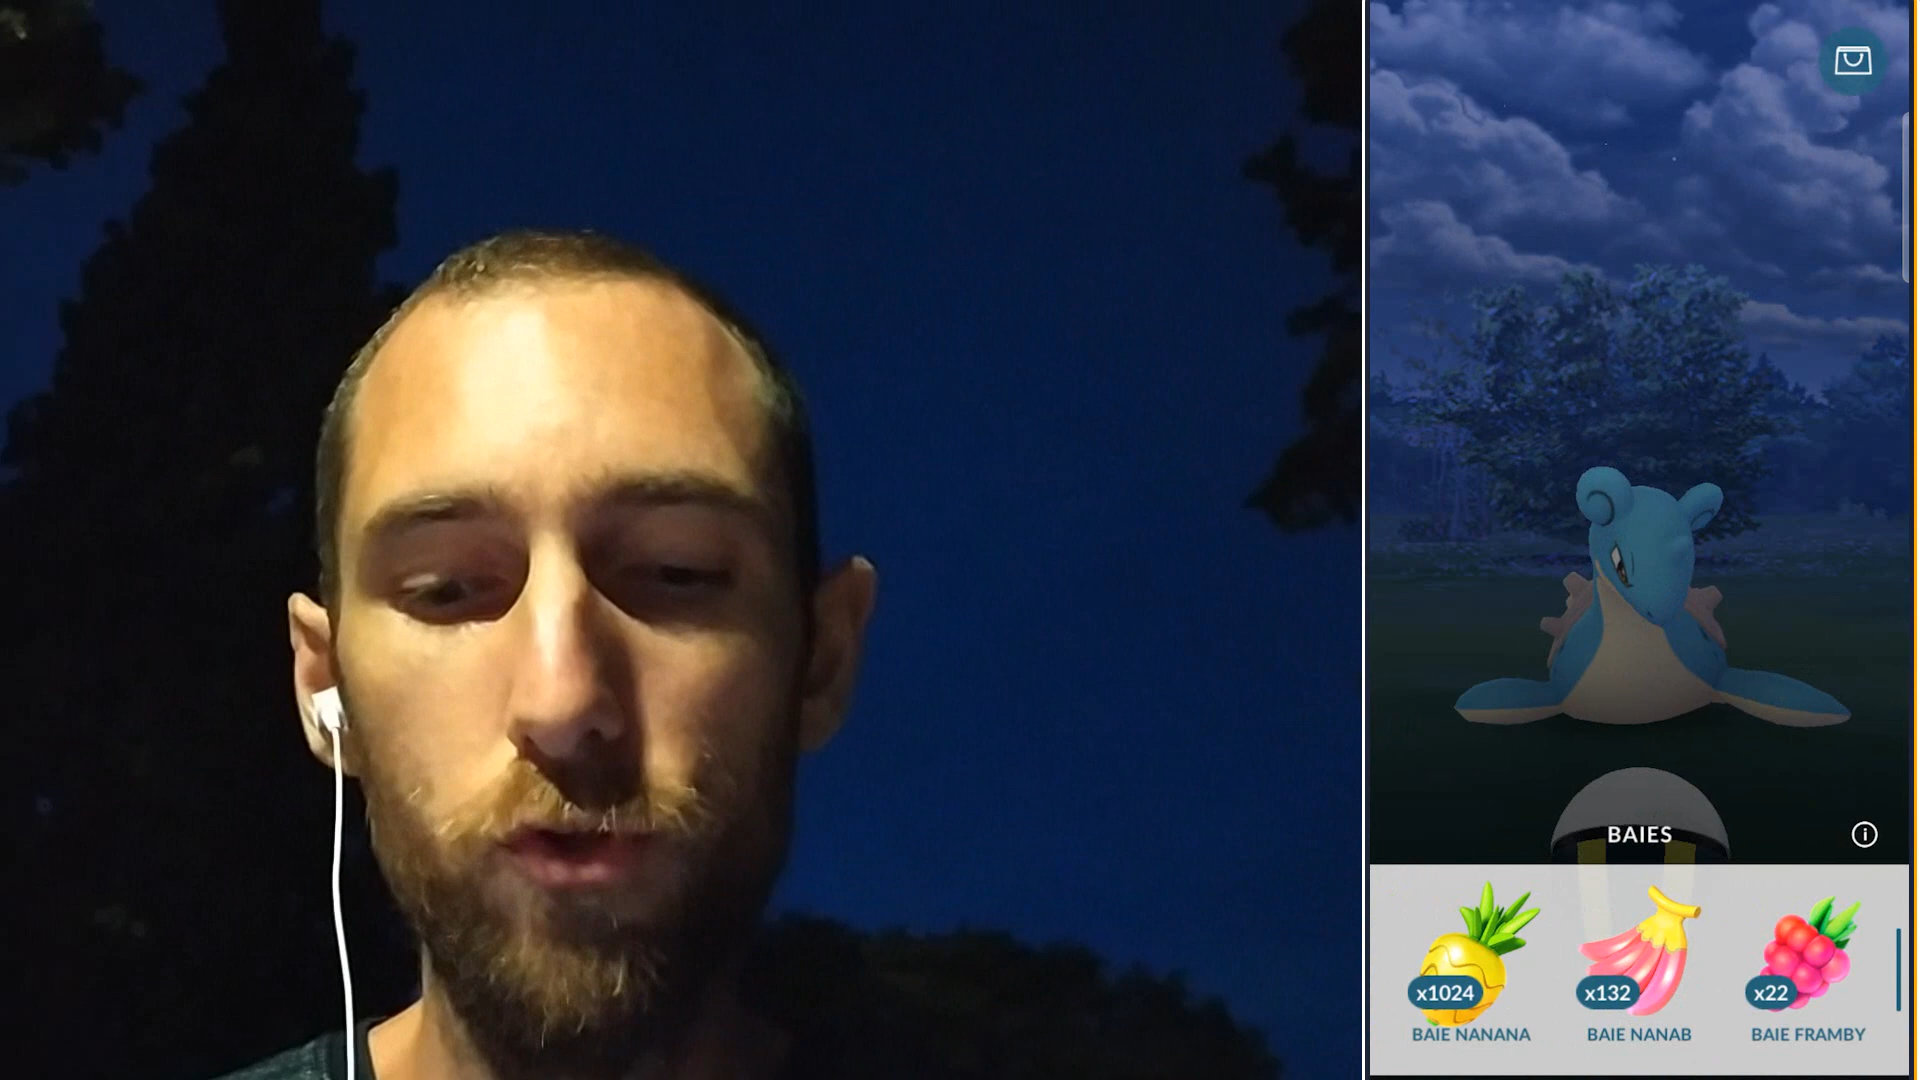 BAIES
x1024
x132
x22
BAIE NANANA
BAIE NANAB
BAIE FRAMBY